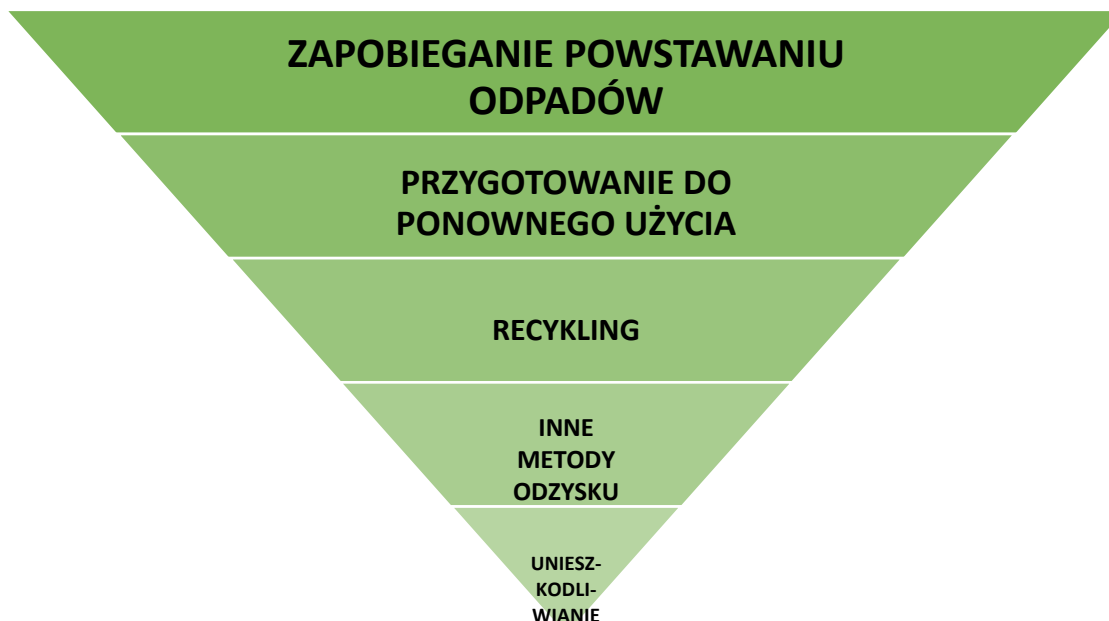 ZAPOBIEGANIE POWSTAWANIU
ODPADÓW
PRZYGOTOWANIE DO
PONOWNEGO UŻYCIA
RECYKLING
INNE
METODY
ODZYSKU
UNIESZ-
KODLI-
WIANIE